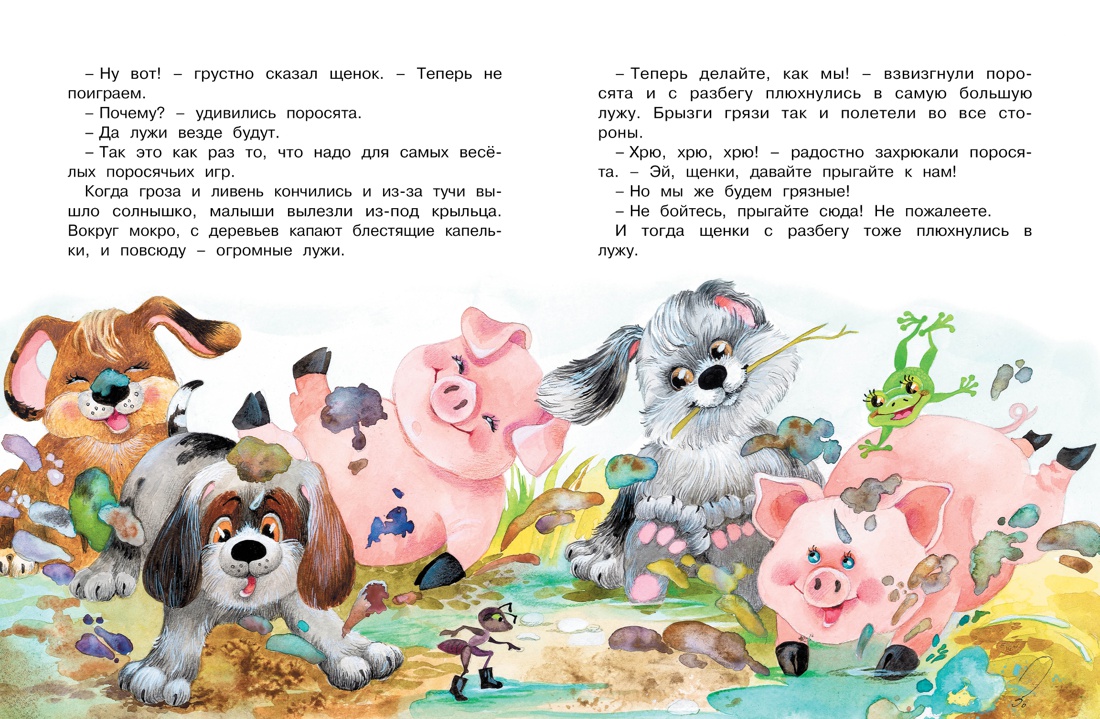 – Ну вот! – грустно сказал щенок. – Теперь не
поиграем.
– Почему? – удивились поросята.
– Да лужи везде будут.
– Так это как раз то, что надо для самых весё-
лых поросячьих игр.
Когда гроза и ливень кончились и из-за тучи вы-
шло солнышко, малыши вылезли из-под крыльца.
Вокруг мокро, с деревьев капают блестящие капель-
ки, и повсюду – огромные лужи.
– Теперь делайте, как мы! – взвизгнули поро-
сята и с разбегу плюхнулись в самую большую
лужу. Брызги грязи так и полетели во все сто-
роны.
– Хрю, хрю, хрю! – радостно захрюкали порося-
та. – Эй, щенки, давайте прыгайте к нам!
– Но мы же будем грязные!
– Не бойтесь, прыгайте сюда! Не пожалеете.
И тогда щенки с разбегу тоже плюхнулись в
лужу.